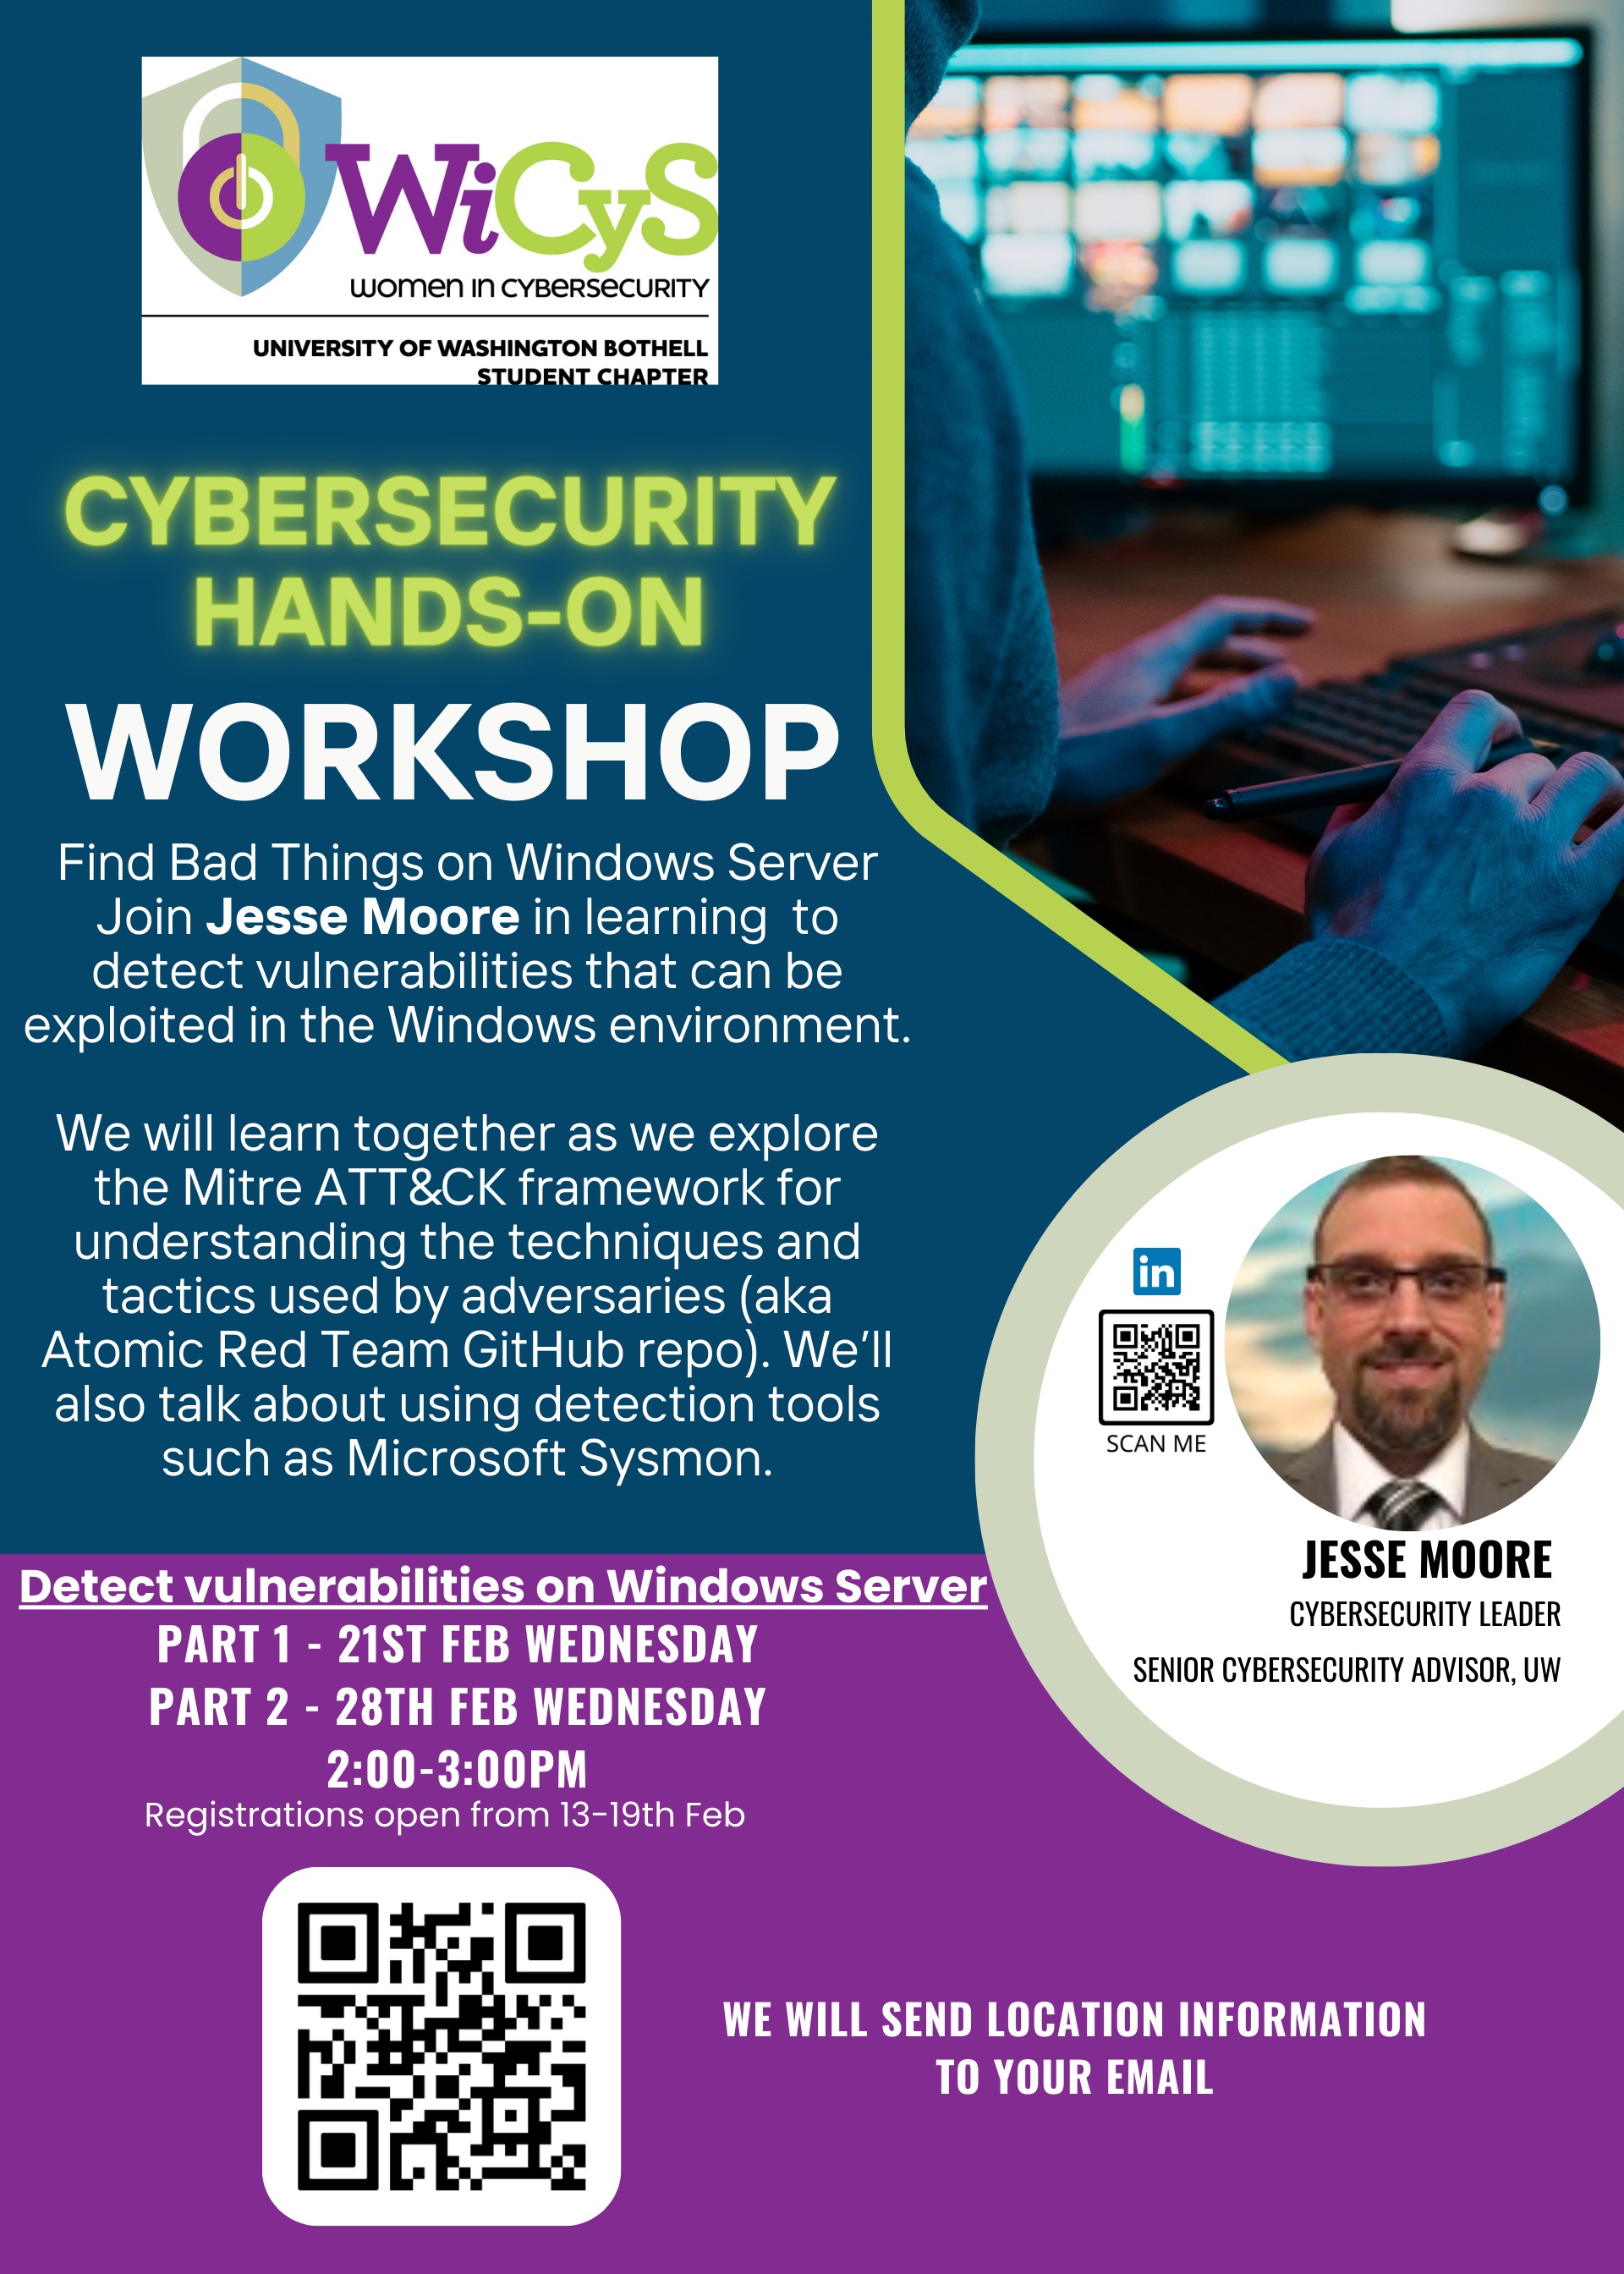 WiCyS
women in cybersecurity
UNIVERSITY OF WASHINGTON BOTHELL
STUDENT CHAPTER
CYBERSECURITY
HANDS-ON
WORKSHOP
Find Bad Things on Windows Server
Join Jesse Moore in learning  to
detect vulnerabilities that can be
exploited in the Windows environment.
We will learn together as we explore
the Mitre ATT&CK framework for
understanding the techniques and
tactics used by adversaries (aka
Atomic Red Team GitHub repo). We’ll
also talk about using detection tools
such as Microsoft Sysmon.
in
SCAN ME
JESSE MOORE
CYBERSECURITY LEADER
SENIOR CYBERSECURITY ADVISOR, UW
Detect vulnerabilities on Windows Server
PART 1 - 21ST FEB WEDNESDAY
PART 2 - 28TH FEB WEDNESDAY
2:00-3:00PM
Registrations open from 13-19th Feb
WE WILL SEND LOCATION INFORMATION
TO YOUR EMAIL